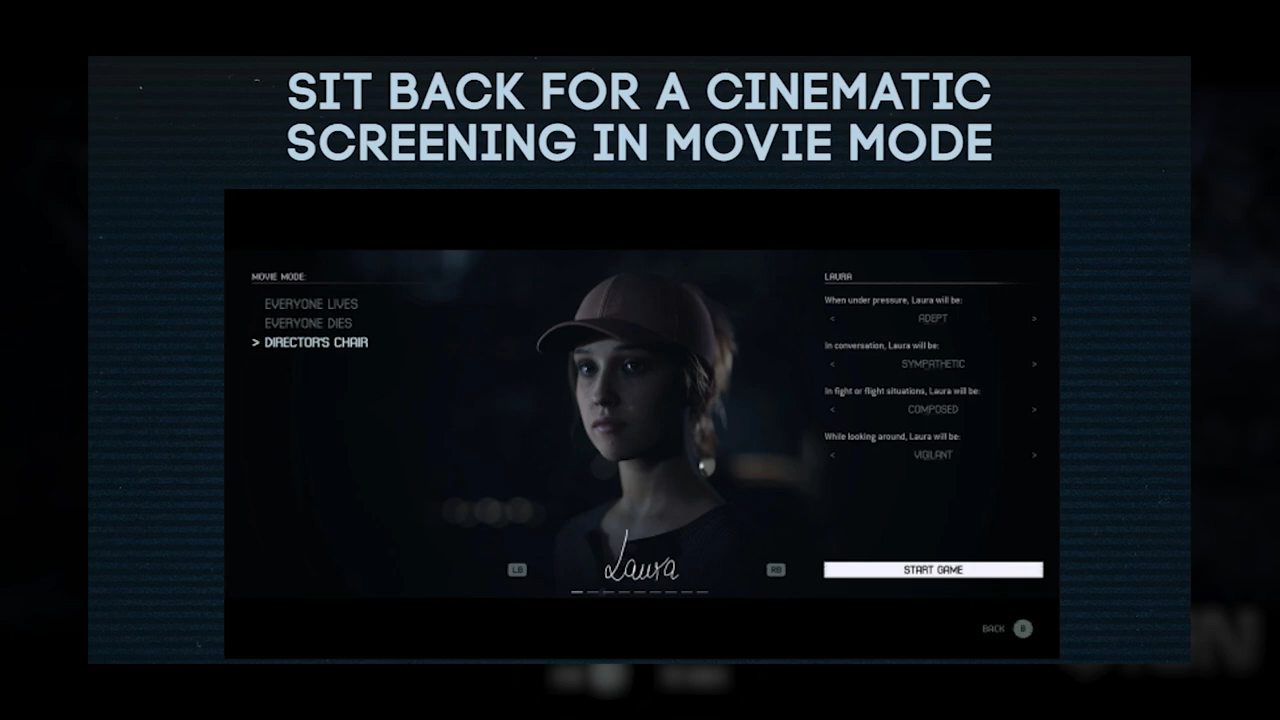 SIT BACK FOR A CINEMATIC
SCREENING IN MOVIE MODE
MOVIE MODE:
EVERYONE LIVES
EVERYONE DIES
> DIRECTOR'S CHAIR
LAURA
When under pressure, Laura will be:
< ADEPT >
In conversation, Laura will be:
< SYMPATHETIC >
In fight or flight situations, Laura will be:
< COMPOSED >
While looking around, Laura will be:
< VIGILANT >
LB Laura RB
START GAME
BACK B